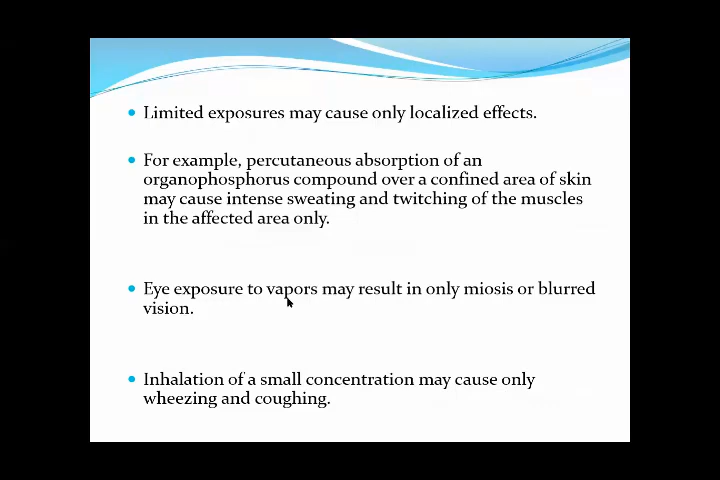 Limited exposures may cause only localized effects.
For example, percutaneous absorption of an
organophosphorus compound over a confined area of skin
may cause intense sweating and twitching of the muscles
in the affected area only.
Eye exposure to vapors may result in only miosis or blurred
vision.
Inhalation of a small concentration may cause only
wheezing and coughing.